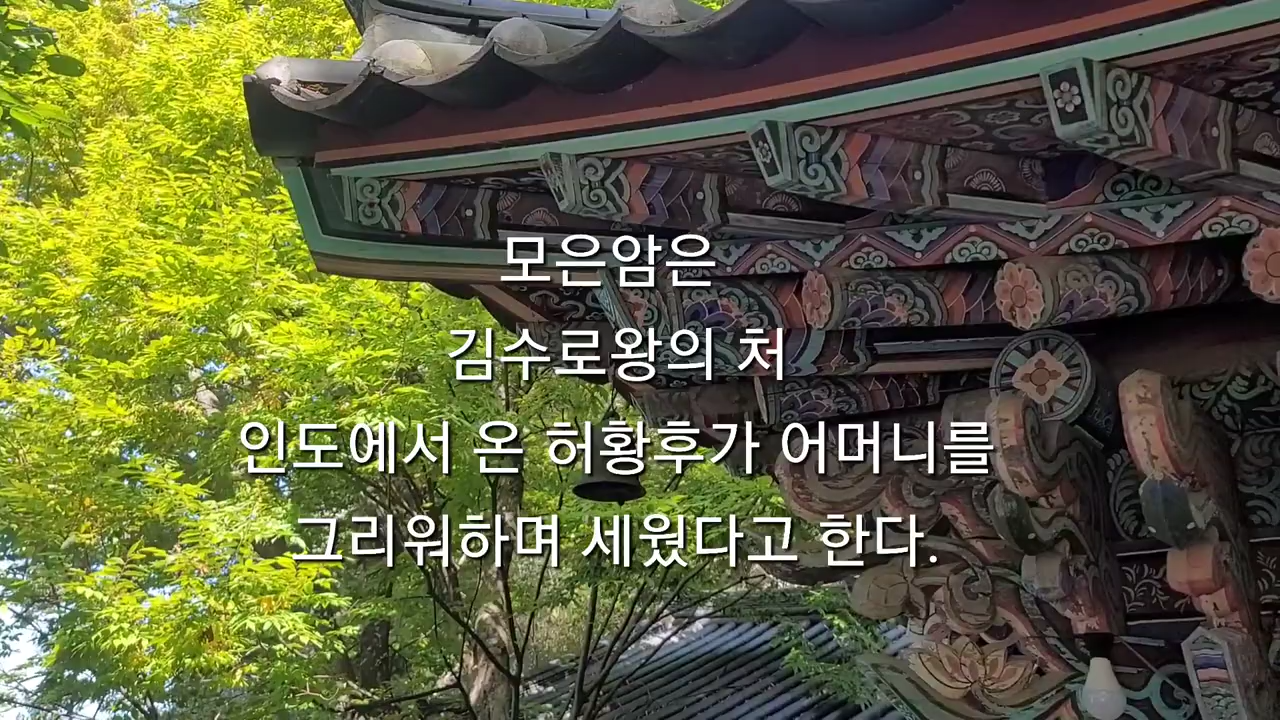 모은암은
김수로왕의 처
인도에서 온 허황후가 어머니를
그리워하며 세웠다고 한다.